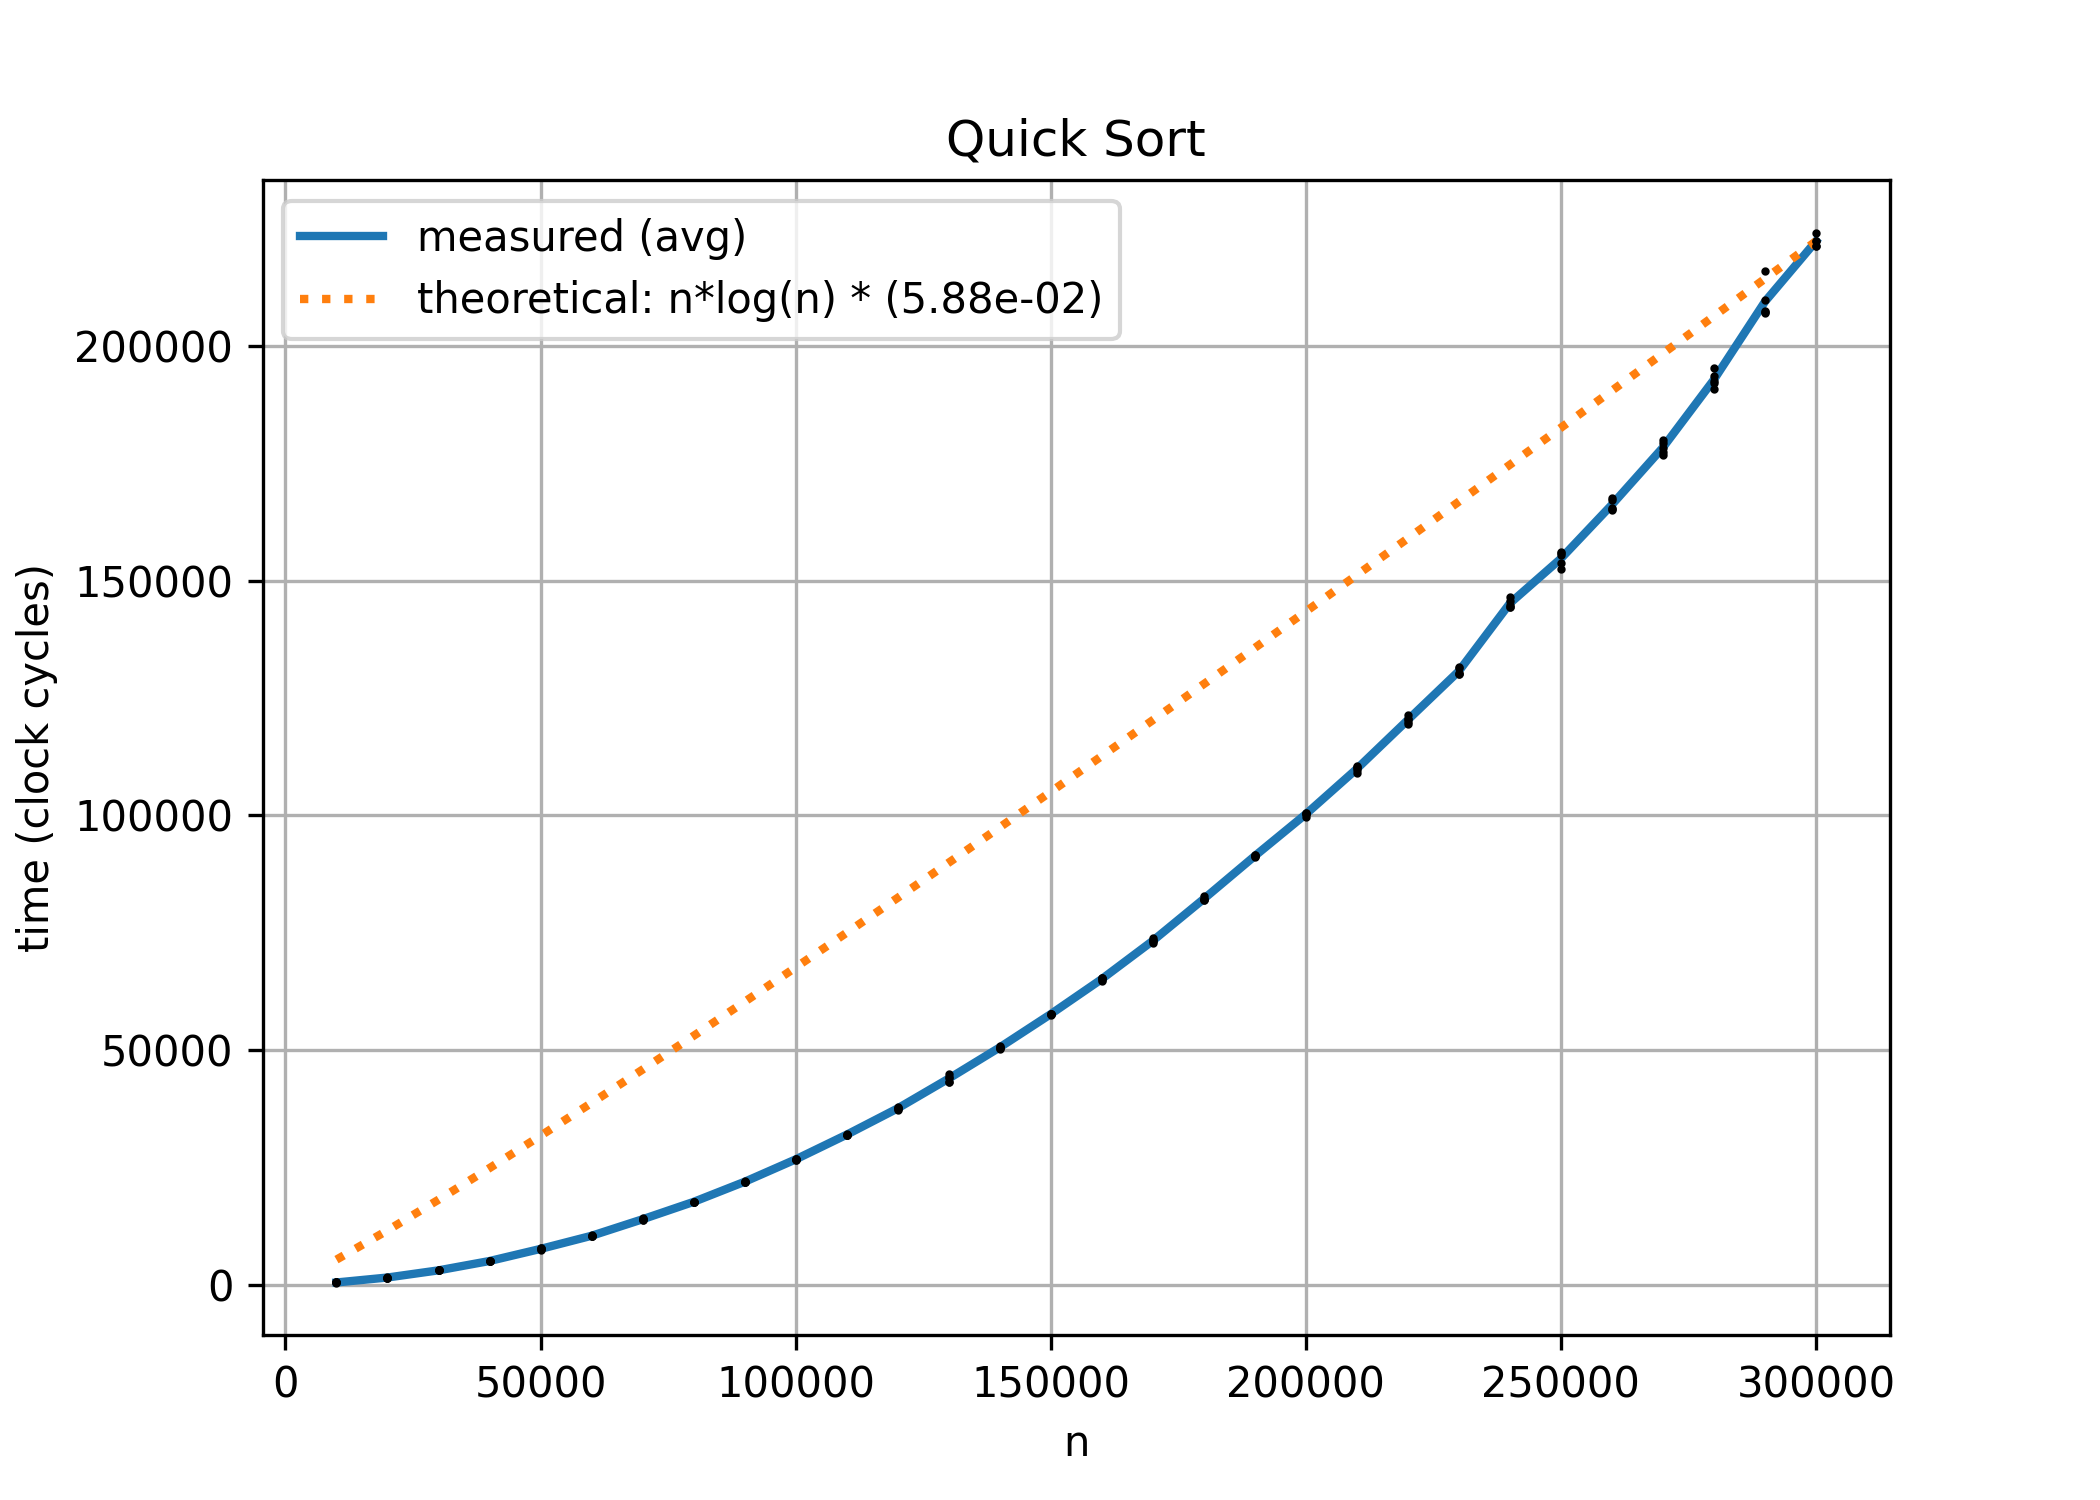 Quick Sort
measured (avg)
theoretical: n*log(n) * (5.88e-02)
time (clock cycles)
200000
150000
100000
50000
0
0 50000 100000 150000 200000 250000 300000
n